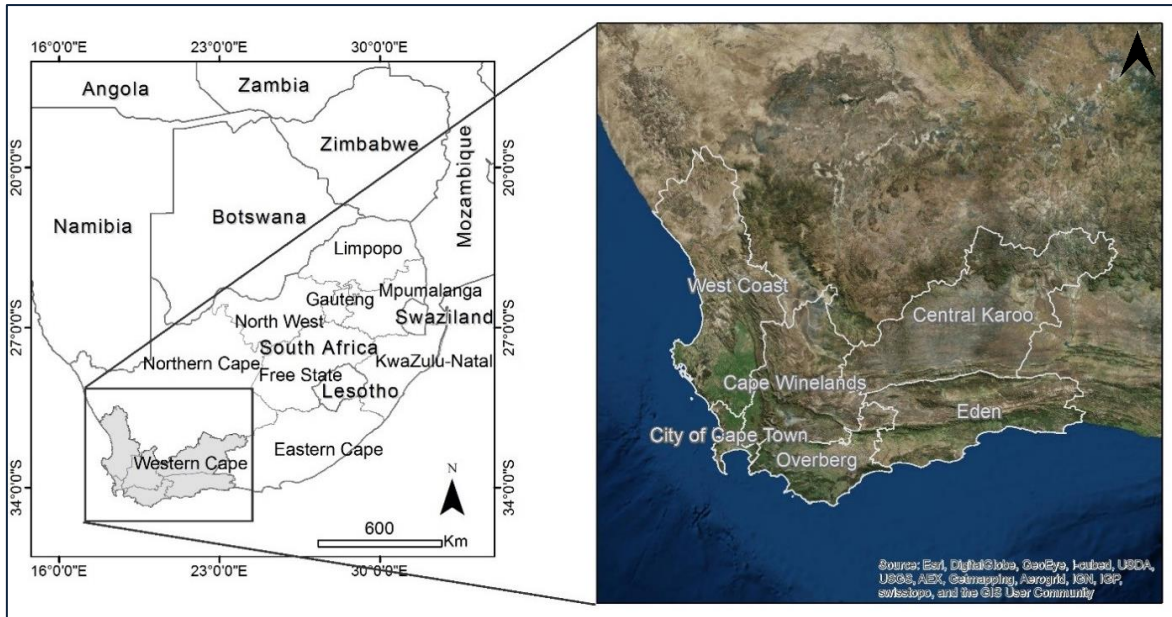 16°0'0"E
23°0'0"E
30°0'0"E
Angola
Zambia
Zimbabwe
20°0'0"S
20°0'0"S
Mozambique
Namibia
Botswana
Limpopo
Gauteng
Mpumalanga
Swaziland
North West
27°0'0"S
27°0'0"S
South Africa
Northern Cape
KwaZulu-Natal
Free State
Lesotho
Eastern Cape
Western Cape
N
34°0'0"S
34°0'0"S
600
Km
16°0'0"E
23°0'0"E
30°0'0"E
West Coast
Central Karoo
Cape Winelands
Eden
City of Cape Town
Overberg
Source: Esri, DigitalGlobe, GeoEye, i-cubed, USDA,
USGS, AEX, Getmapping, Aerogrid, IGN, IGP,
swisstopo, and the GIS User Community